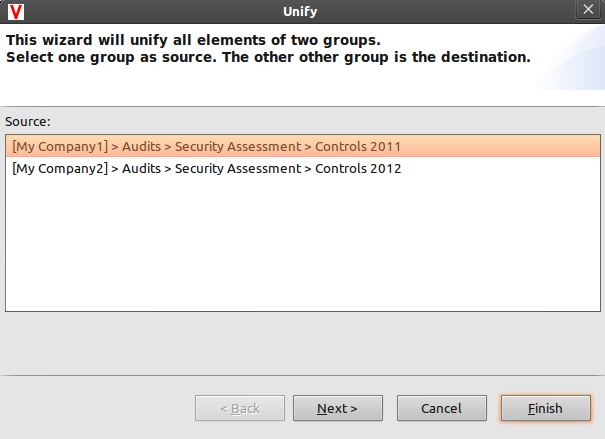 Unify
This wizard will unify all elements of two groups.
Select one group as source. The other other group is the destination.
Source:
[My Company1] > Audits > Security Assessment > Controls 2011
[My Company2] > Audits > Security Assessment > Controls 2012
< Back
Next >
Cancel
Finish